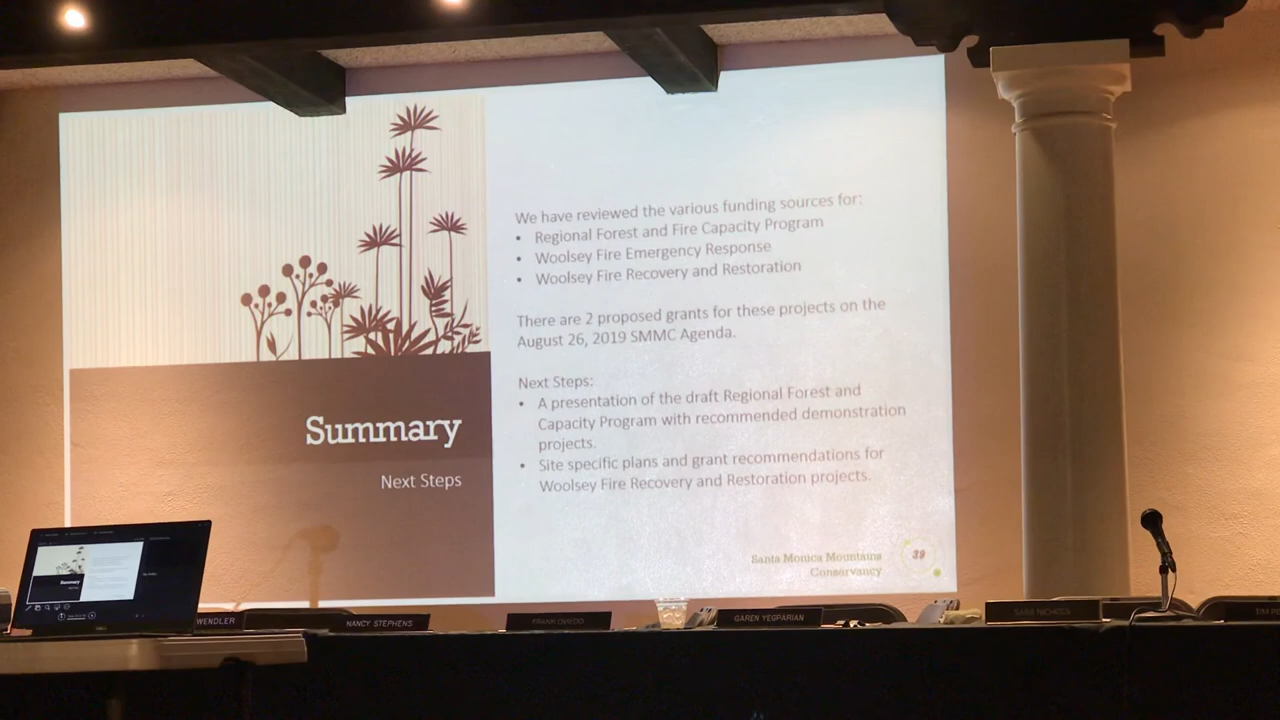 We have reviewed the various funding sources for:
• Regional Forest and Fire Capacity Program
• Woolsey Fire Emergency Response
• Woolsey Fire Recovery and Restoration
There are 2 proposed grants for these projects on the
August 26, 2019 SMMC Agenda.
Next Steps:
• A presentation of the draft Regional Forest and
Capacity Program with recommended demonstration
projects.
• Site specific plans and grant recommendations for
Woolsey Fire Recovery and Restoration projects.
Summary
Next Steps
Santa Monica Mountains
Conservancy
39
Summary
WENDLER
NANCY STEPHENS
FRANK OVIEDO
GAREN YEGPARIAN